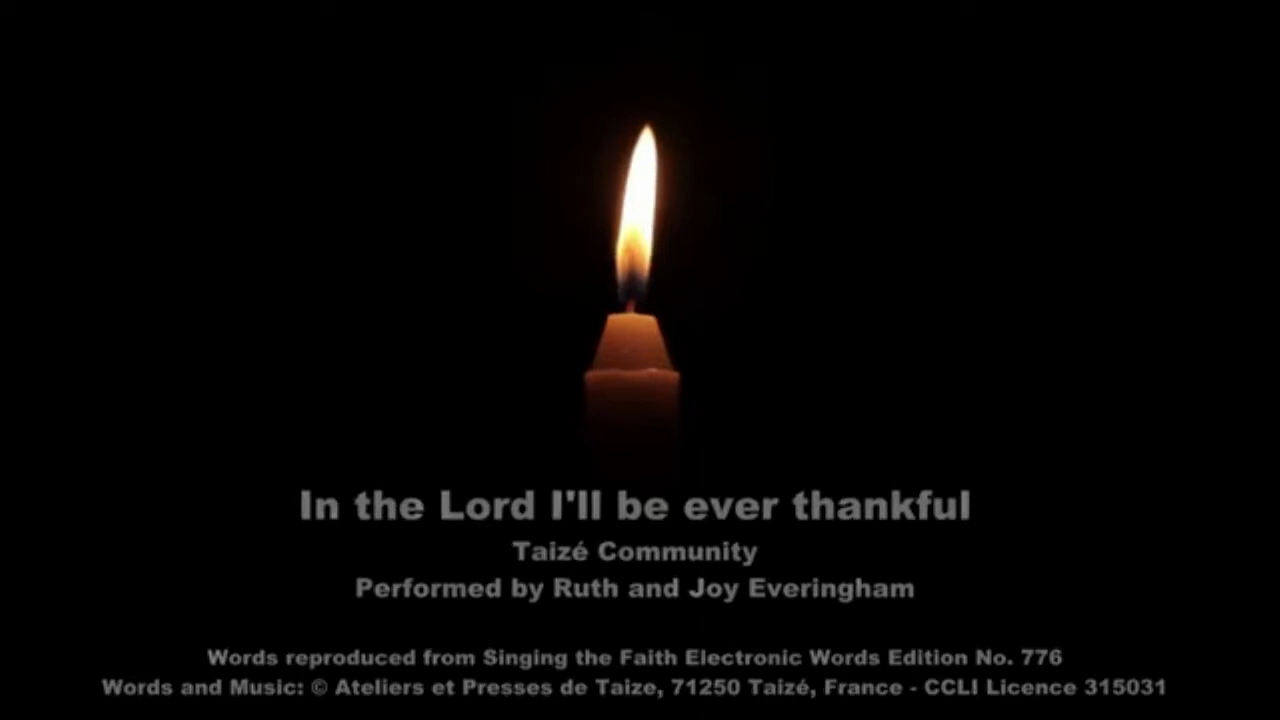 In the Lord I'll be ever thankful
Taizé Community
Performed by Ruth and Joy Everingham
Words reproduced from Singing the Faith Electronic Words Edition No. 776
Words and Music: © Ateliers et Presses de Taize, 71250 Taizé, France - CCLI Licence 315031